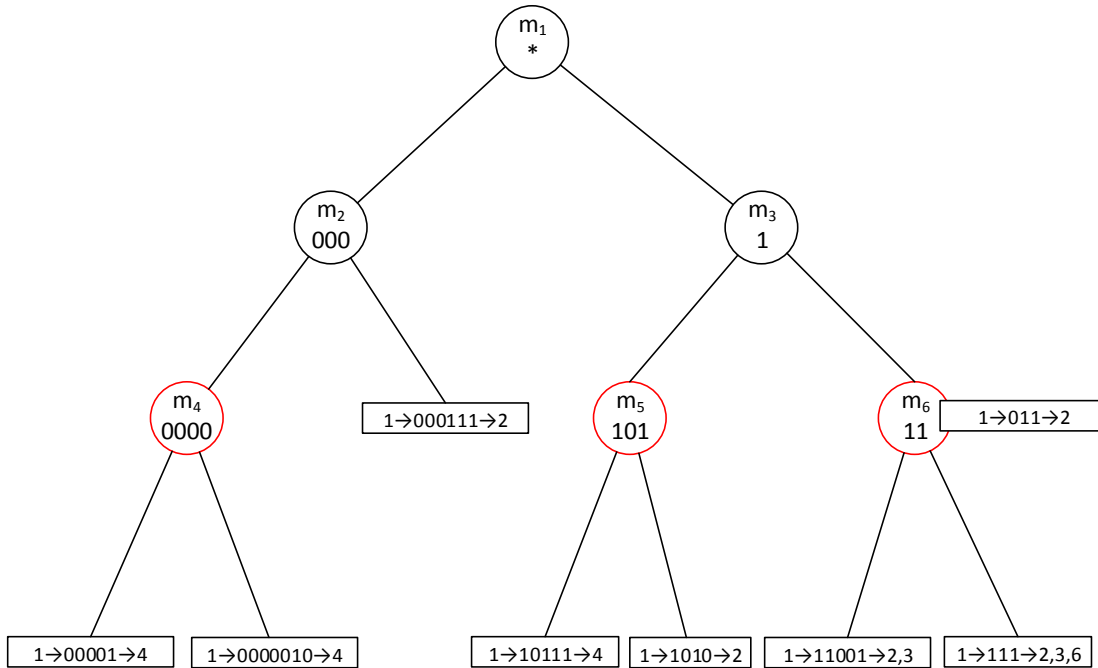 m₁
*
m₂
000
m₃
1
m₄
0000
1→000111→2
m₅
101
m₆
11
1→011→2
1→00001→4
1→0000010→4
1→10111→4
1→1010→2
1→11001→2,3
1→111→2,3,6